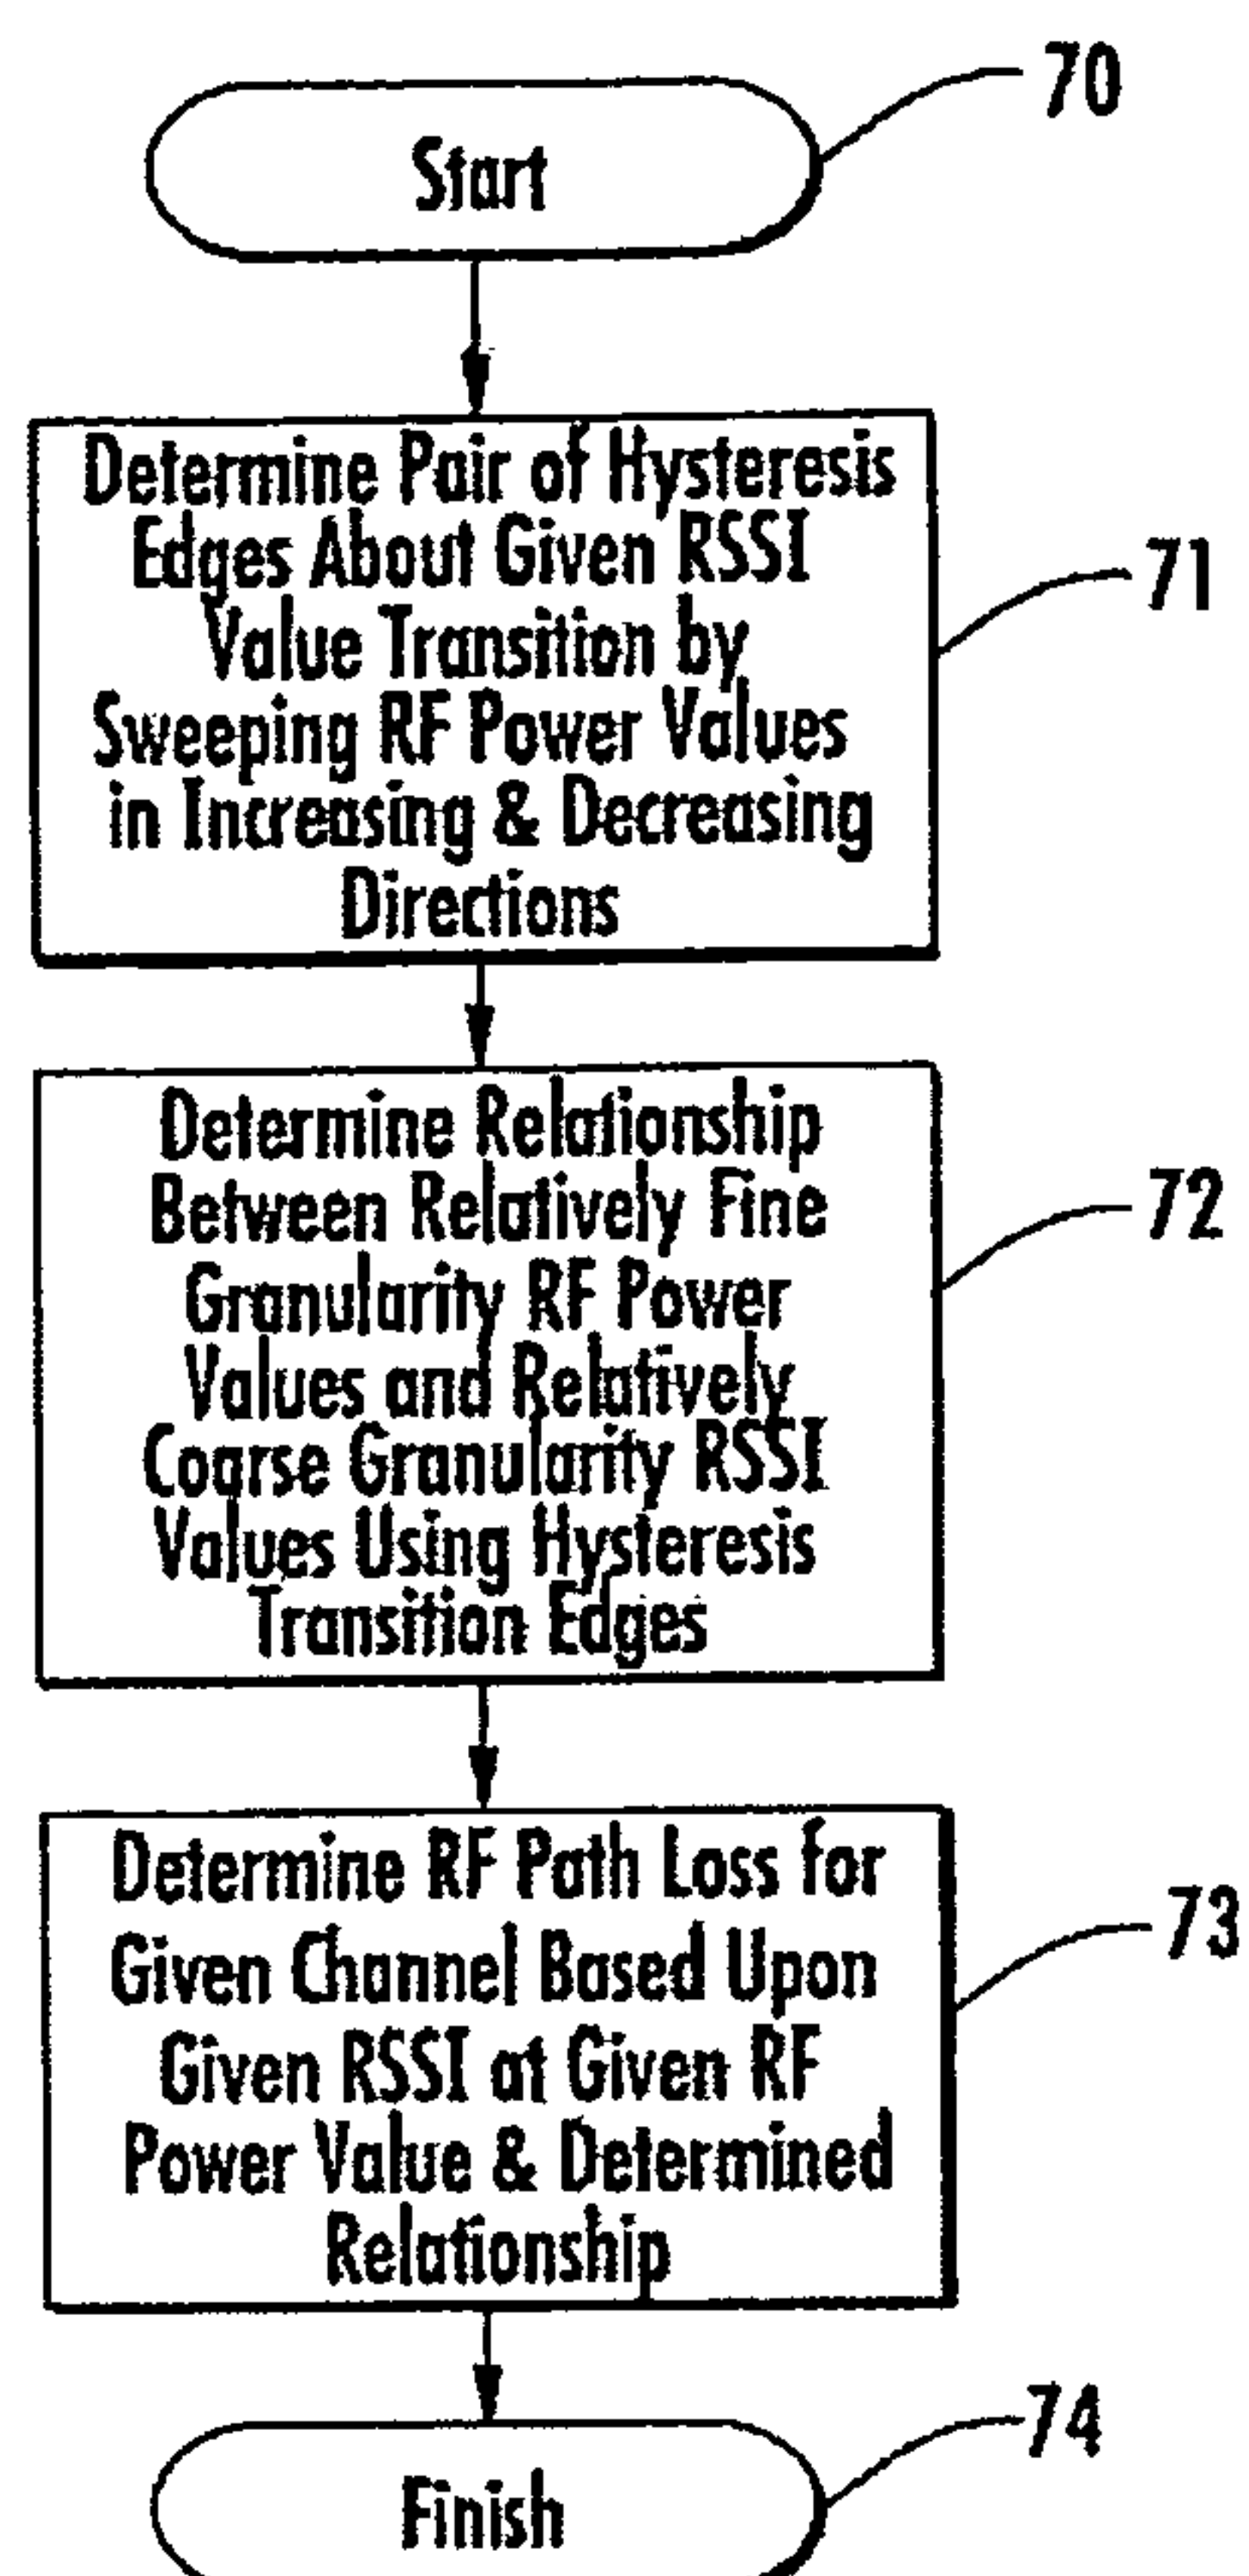 Start
70
Determine Pair of Hysteresis
Edges About Given RSSI
Value Transition by
Sweeping RF Power Values
in Increasing & Decreasing
Directions
71
Determine Relationship
Between Relatively Fine
Granularity RF Power
Values and Relatively
Coarse Granularity RSSI
Values Using Hysteresis
Transition Edges
72
Determine RF Path Loss for
Given Channel Based Upon
Given RSSI at Given RF
Power Value & Determined
Relationship
73
Finish
74